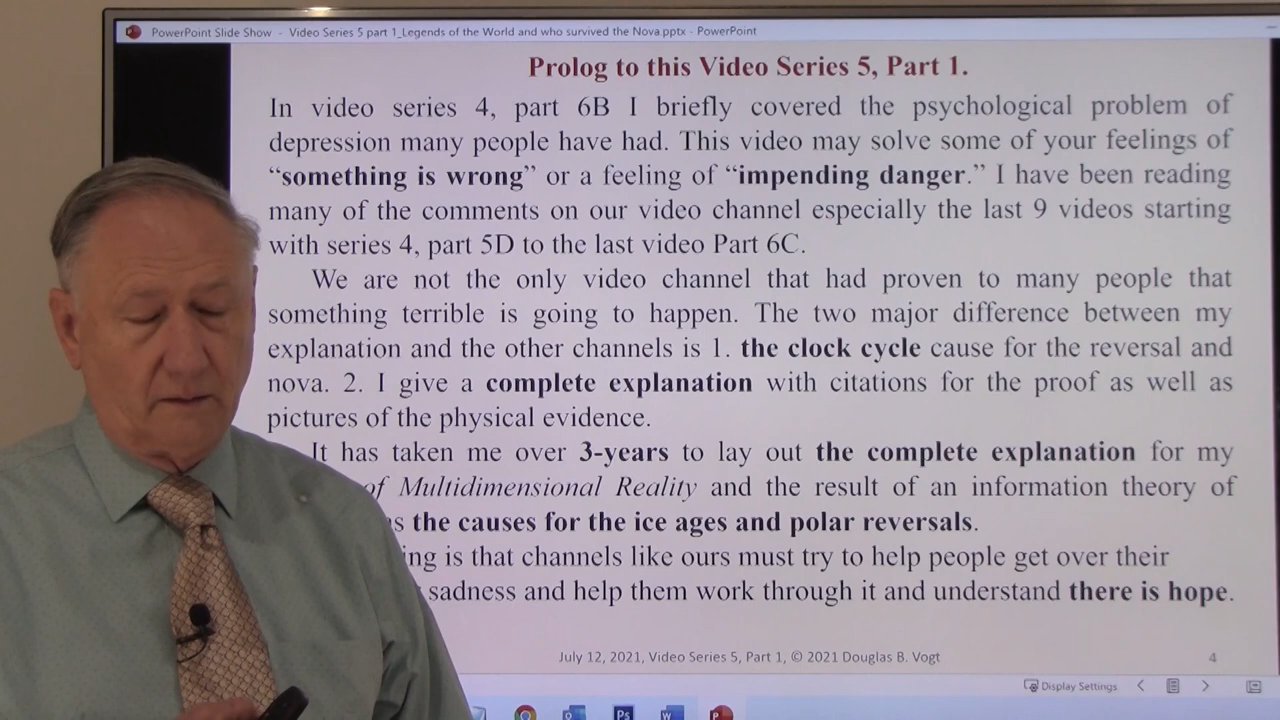 PowerPoint Slide Show - Video Series 5 part 1_Legends of the World and who survived the Nova.pptx - PowerPoint
Prolog to this Video Series 5, Part 1.
In video series 4, part 6B I briefly covered the psychological problem of
depression many people have had. This video may solve some of your feelings of
“something is wrong” or a feeling of “impending danger.” I have been reading
many of the comments on our video channel especially the last 9 videos starting
with series 4, part 5D to the last video Part 6C.
We are not the only video channel that had proven to many people that
something terrible is going to happen. The two major difference between my
explanation and the other channels is 1. the clock cycle cause for the reversal and
nova. 2. I give a complete explanation with citations for the proof as well as
pictures of the physical evidence.
It has taken me over 3-years to lay out the complete explanation for my
of Multidimensional Reality and the result of an information theory of
the causes for the ice ages and polar reversals.
is that channels like ours must try to help people get over their
sadness and help them work through it and understand there is hope.
July 12, 2021, Video Series 5, Part 1, © 2021 Douglas B. Vogt
4
Display Settings
Ps